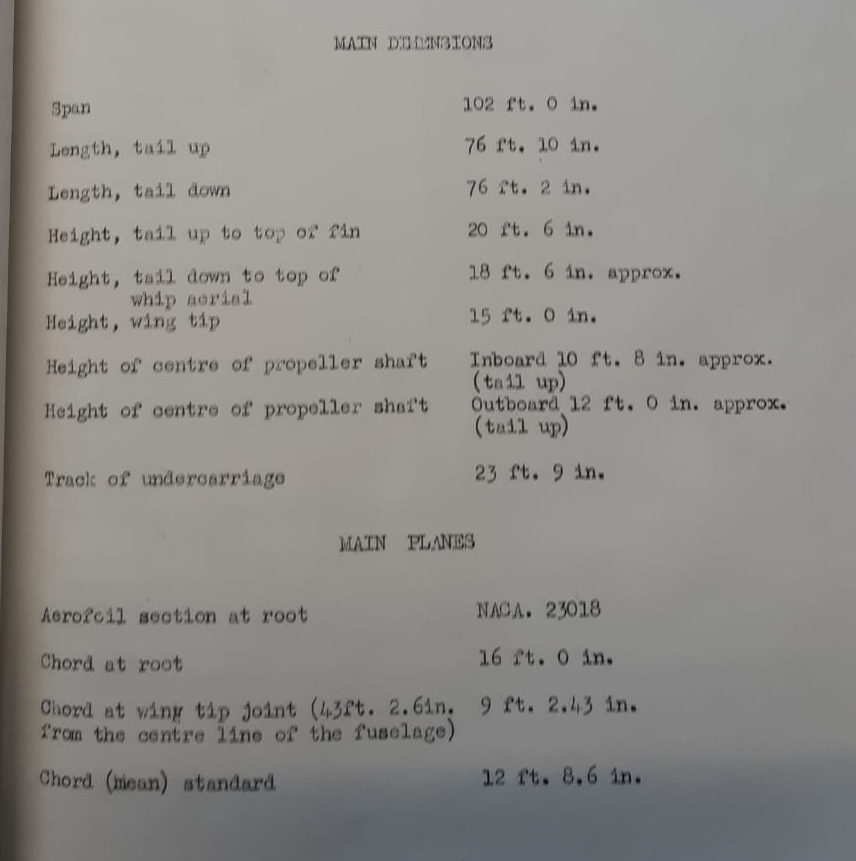 MAIN DIMENSIONS
Span 102 ft. 0 in.
Length, tail up 76 ft. 10 in.
Length, tail down 76 ft. 2 in.
Height, tail up to top of fin 20 ft. 6 in.
Height, tail down to top of 18 ft. 6 in. approx.
whip aerial
Height, wing tip 15 ft. 0 in.
Height of centre of propeller shaft Inboard 10 ft. 8 in. approx.
(tail up)
Height of centre of propeller shaft Outboard 12 ft. 0 in. approx.
(tail up)
Track of undercarriage 23 ft. 9 in.
MAIN PLANES
Aerofoil section at root NACA. 23018
Chord at root 16 ft. 0 in.
Chord at wing tip joint (43ft. 2.6in. 9 ft. 2.43 in.
from the centre line of the fuselage)
Chord (mean) standard 12 ft. 8.6 in.